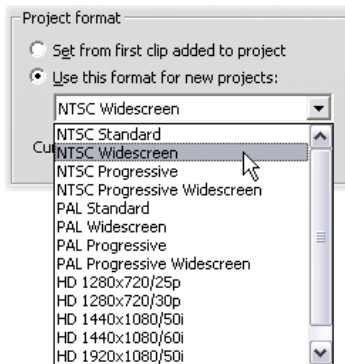 Project format
Set from first clip added to project
Use this format for new projects:
NTSC Widescreen
NTSC Standard
NTSC Widescreen
NTSC Progressive
NTSC Progressive Widescreen
PAL Standard
PAL Widescreen
PAL Progressive
PAL Progressive Widescreen
HD 1280x720/25p
HD 1280x720/30p
HD 1440x1080/50i
HD 1440x1080/60i
HD 1920x1080/50i